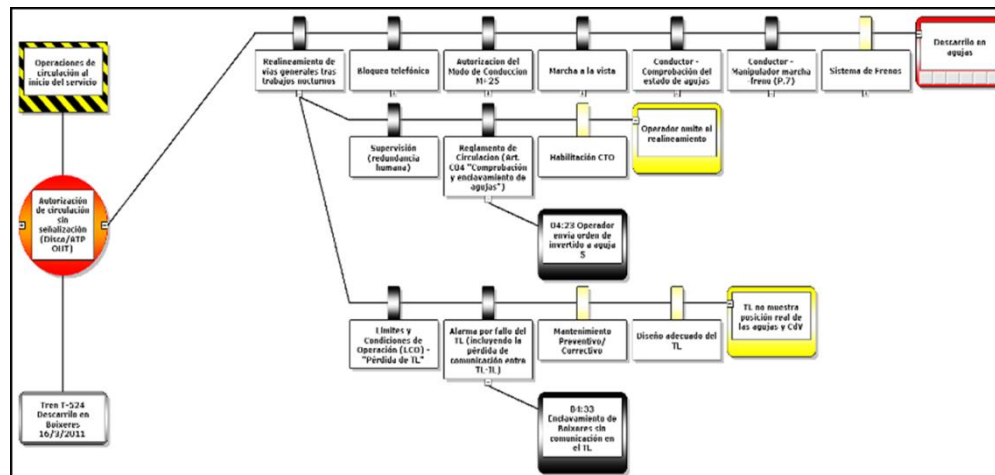 Operaciones de
circulación al
inicio del servicio
Autorización
de circulación
sin
señalización
(Disco/ATP
OUT)
Tren T-524
Descarrilo en
Boixeres
16/3/2011
Realineamiento de
vías generales tras
trabajos nocturnos
Bloqueo telefónico
Autorizacion del
Modo de Conduccion
M+25
Marcha a la vista
Conductor -
Comprobación del
estado de agujas
Conductor -
Manipulador marcha
-freno (P.7)
Sistema de Frenos
Descarrilo en
agujas
Supervisión
(redundancia
humana)
Reglamento de
Circulación (Art.
C04 "Comprobación
y enclavamiento de
agujas")
Habilitación CTO
Operador omite el
realineamiento
04:23 Operador
envía orden de
invertido a aguja
5
Límites y
Condiciones de
Operación (LCO) -
"Pérdida de TL"
Alarma por fallo del
TL (incluyendo la
pérdida de
comunicación entre
TL-TL)
Mantenimiento
Preventivo/
Correctivo
Diseño adecuado del
TL
TL no muestra
posición real de
las agujas y CdV
04:33
Enclavamiento de
Boixeres sin
comunicación en
el TL